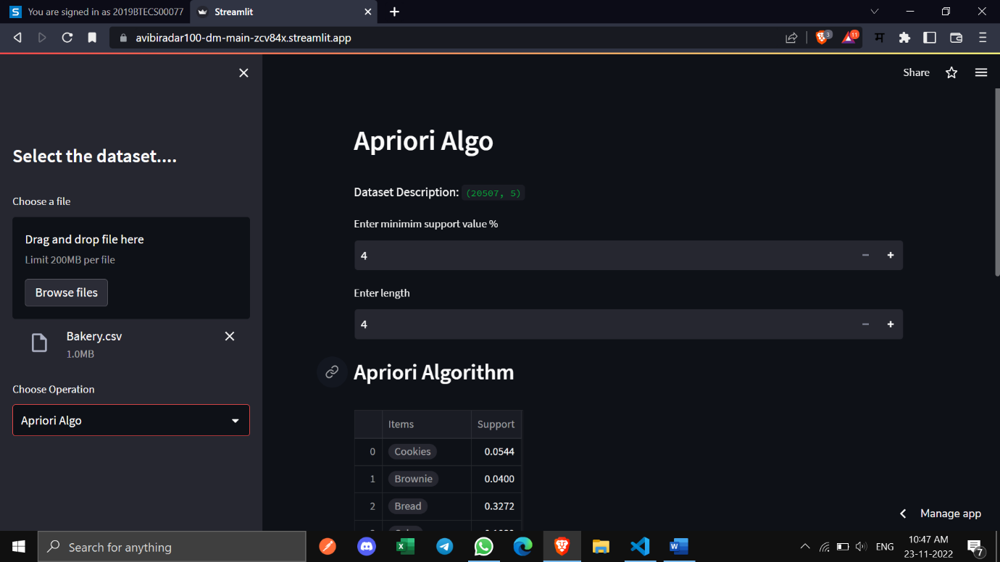 You are signed in as 2019BTECS00077
Streamlit
avibiradar100-dm-main-zcv84x.streamlit.app
3
11
म
Share
Select the dataset....
Choose a file
Drag and drop file here
Limit 200MB per file
Browse files
Bakery.csv
1.0MB
Choose Operation
Apriori Algo
Apriori Algo
Dataset Description: (20507, 5)
Enter minimim support value %
4
Enter length
4
Apriori Algorithm
Items Support
0 Cookies 0.0544
1 Brownie 0.0400
2 Bread 0.3272
Manage app
Search for anything
ENG
10:47 AM
23-11-2022
7